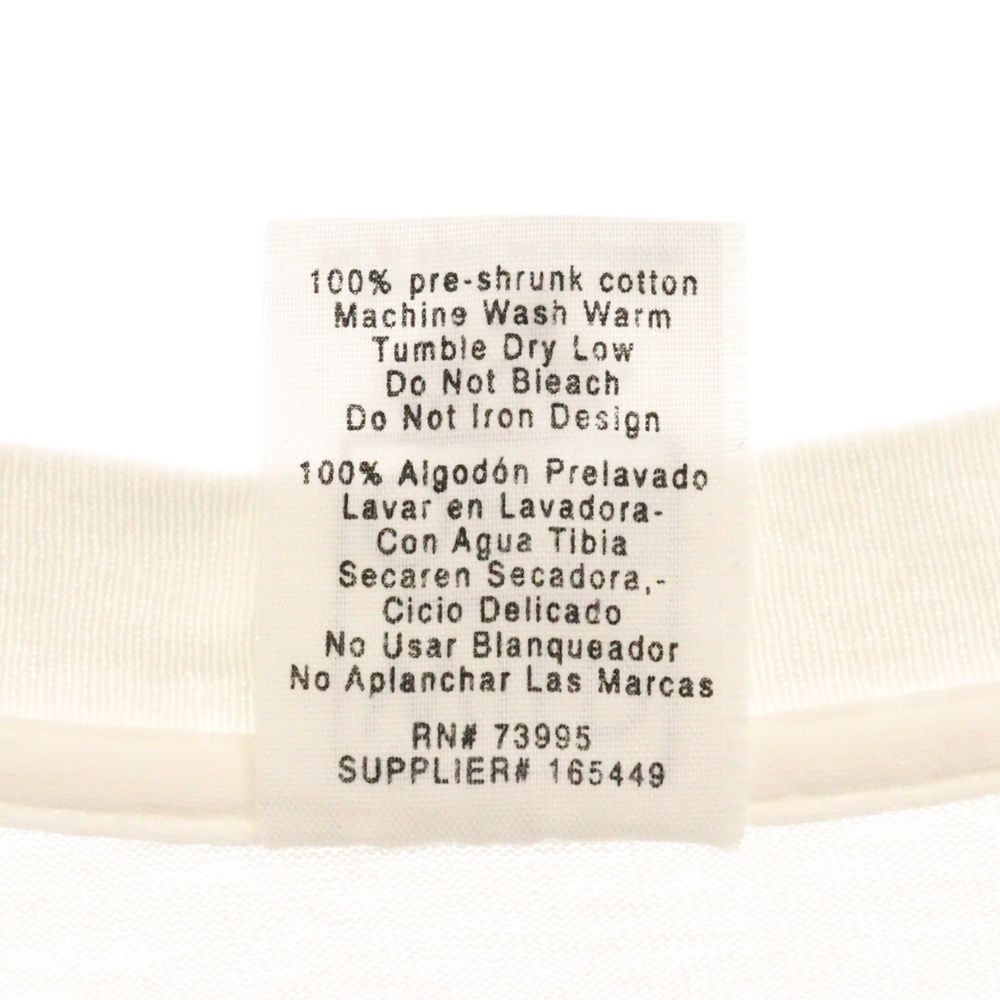 100% pre-shrunk cotton
Machine Wash Warm
Tumble Dry Low
Do Not Bleach
Do Not Iron Design
100% Algodón Prelavado
Lavar en Lavadora-
Con Agua Tibia
Secaren Secadora,-
Cicio Delicado
No Usar Blanqueador
No Aplanchar Las Marcas
RN# 73995
SUPPLIER# 165449